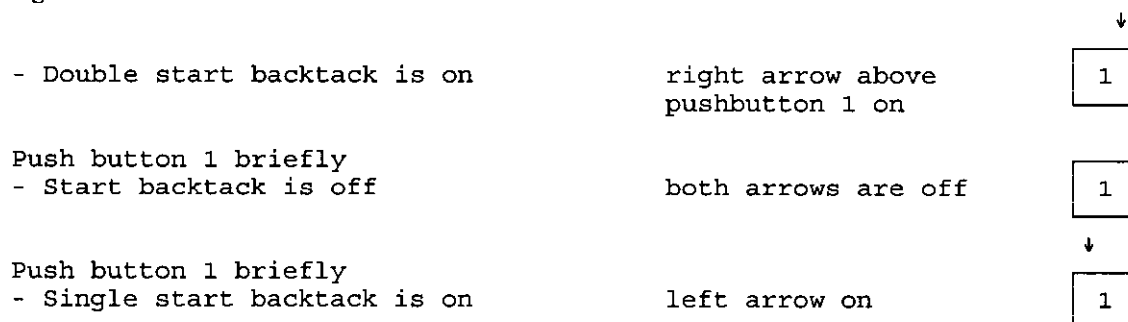 ↓
- Double start backtack is on right arrow above 1
pushbutton 1 on
Push button 1 briefly
- Start backtack is off both arrows are off 1
↓
Push button 1 briefly
- Single start backtack is on left arrow on 1